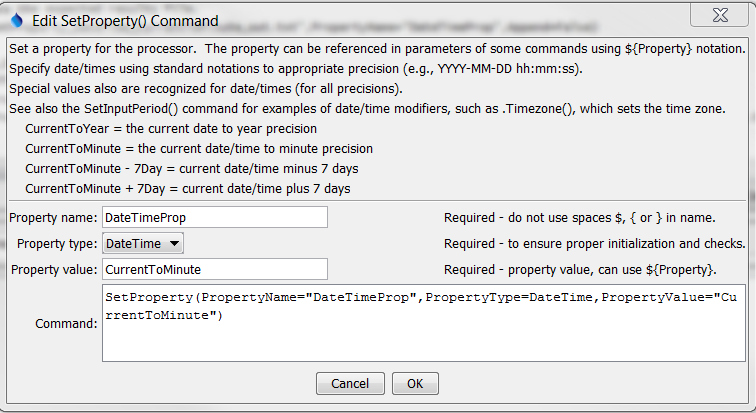 Edit SetProperty() Command
Set a property for the processor.  The property can be referenced in parameters of some commands using ${Property} notation.
Specify date/times using standard notations to appropriate precision (e.g., YYYY-MM-DD hh:mm:ss).
Special values also are recognized for date/times (for all precisions).
See also the SetInputPeriod() command for examples of date/time modifiers, such as .Timezone(), which sets the time zone.
CurrentToYear = the current date to year precision
CurrentToMinute = the current date/time to minute precision
CurrentToMinute - 7Day = current date/time minus 7 days
CurrentToMinute + 7Day = current date/time plus 7 days
Property name: DateTimeProp Required - do not use spaces $, { or } in name.
Property type: DateTime Required - to ensure proper initialization and checks.
Property value: CurrentToMinute Required - property value, can use ${Property}.
SetProperty(PropertyName="DateTimeProp",PropertyType=DateTime,PropertyValue="Cu
Command: rrentToMinute")
Cancel OK